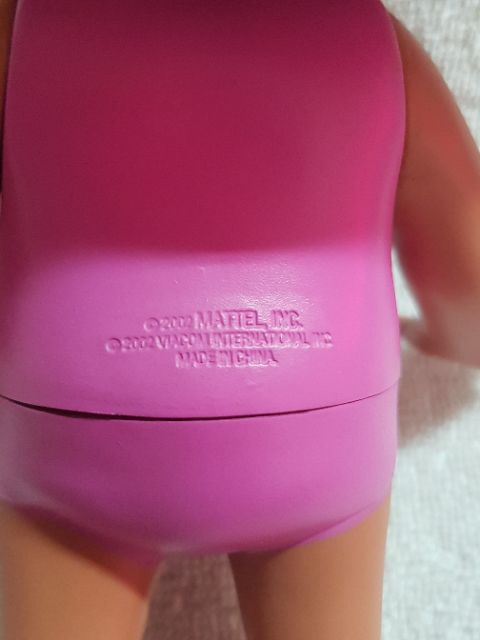 ©2002 MATTEL, INC.
©2002 VIACOM INTERNATIONAL INC.
MADE IN CHINA.